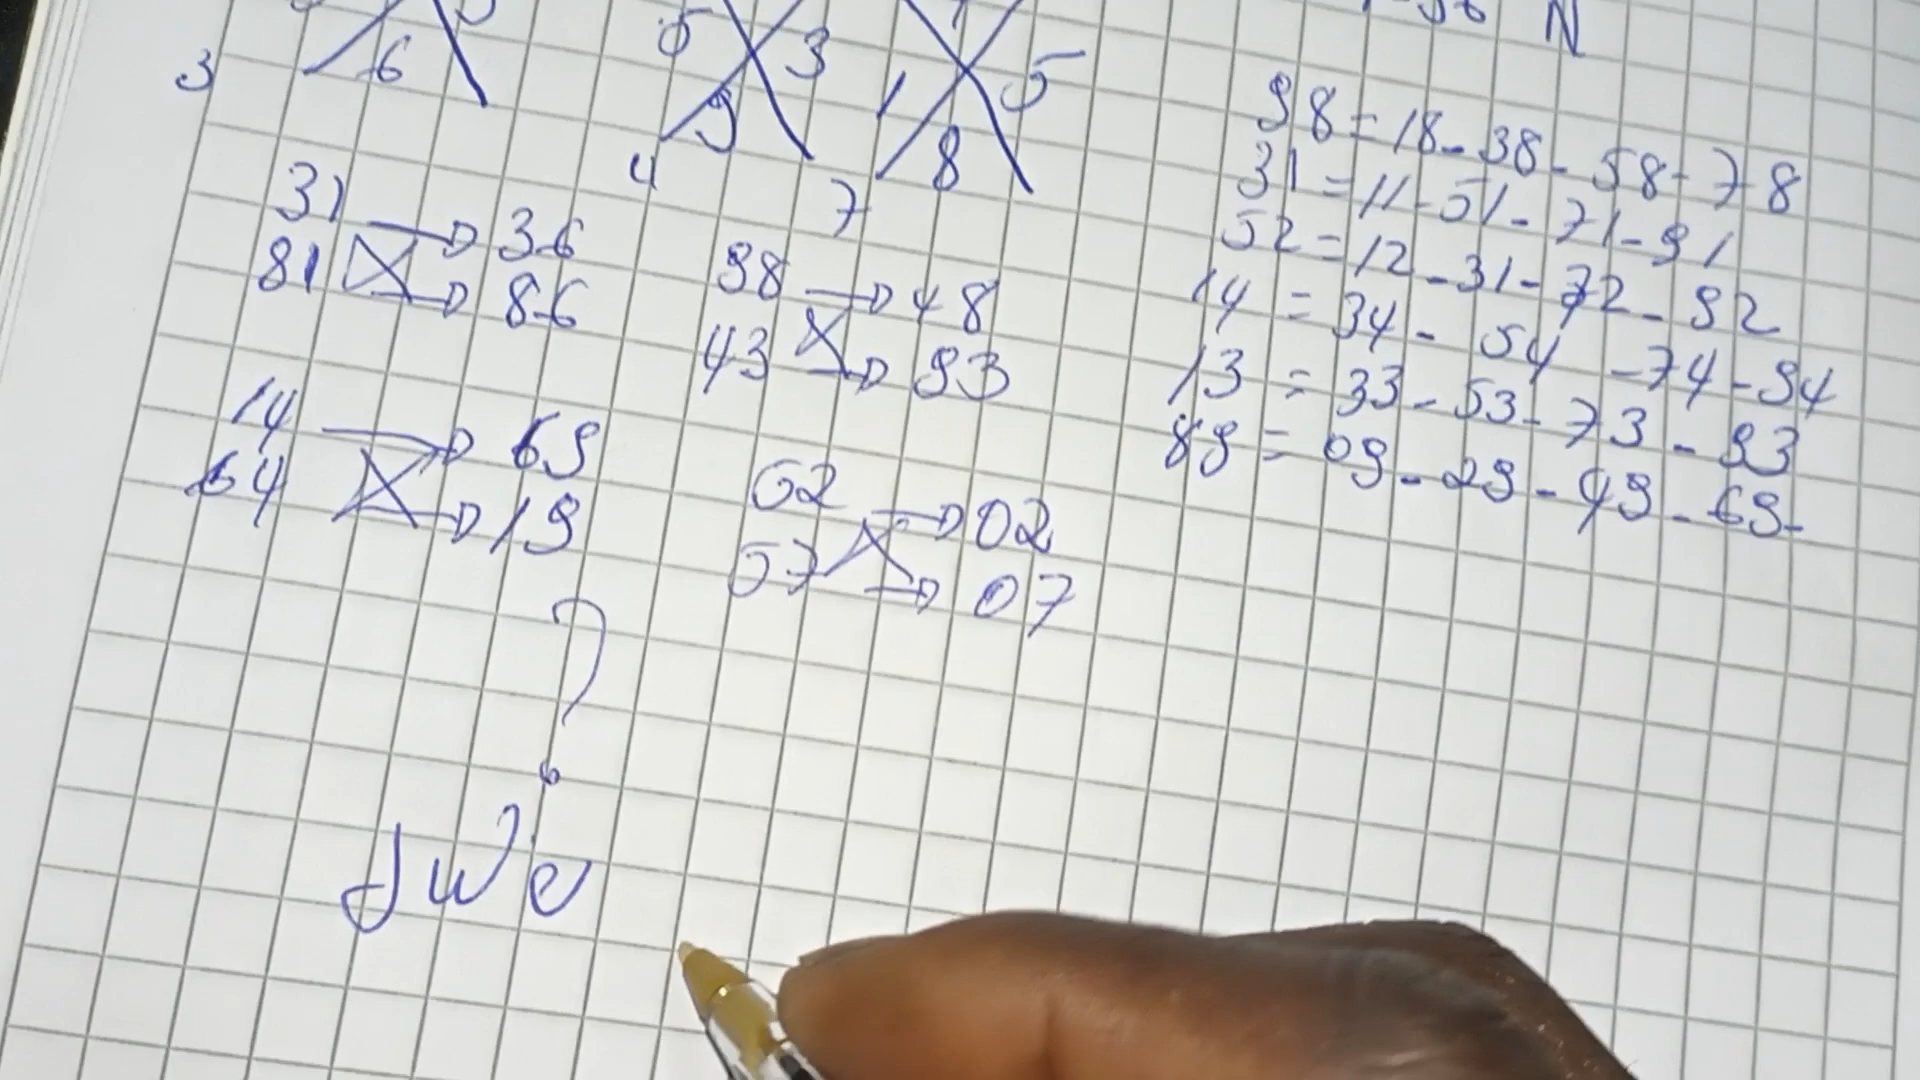 N
6
3
5 3
9
4
1 5
8
7
31 → 36
81 → 86
98 → 48
43 → 93
14 → 69
64 → 19
52 → 02
57 → 07
?
JWE
98 = 18 - 38 - 58 - 78
31 = 11 - 51 - 71 - 91
52 = 12 - 31 - 72 - 92
14 = 34 - 54 - 74 - 94
13 = 33 - 53 - 73 - 93
89 = 09 - 29 - 49 - 69 -